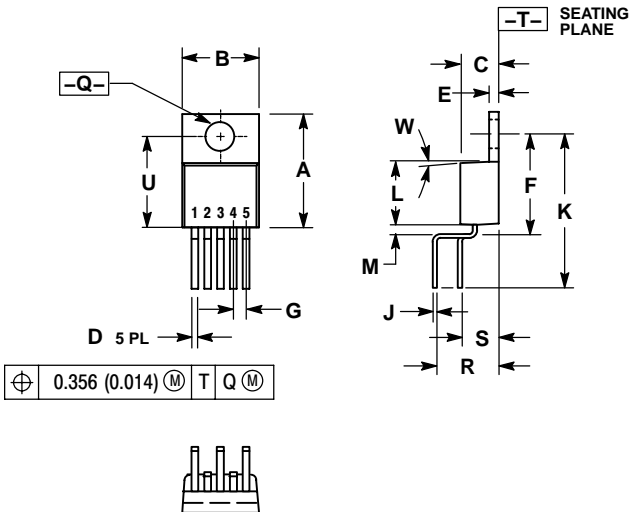 –T– SEATING
PLANE
B
C
–Q–
E
W
U
A
L
F
K
1 2 3 4 5
M
G
J
D 5 PL
S
R
⌖ 0.356 (0.014) Ⓜ T Q Ⓜ